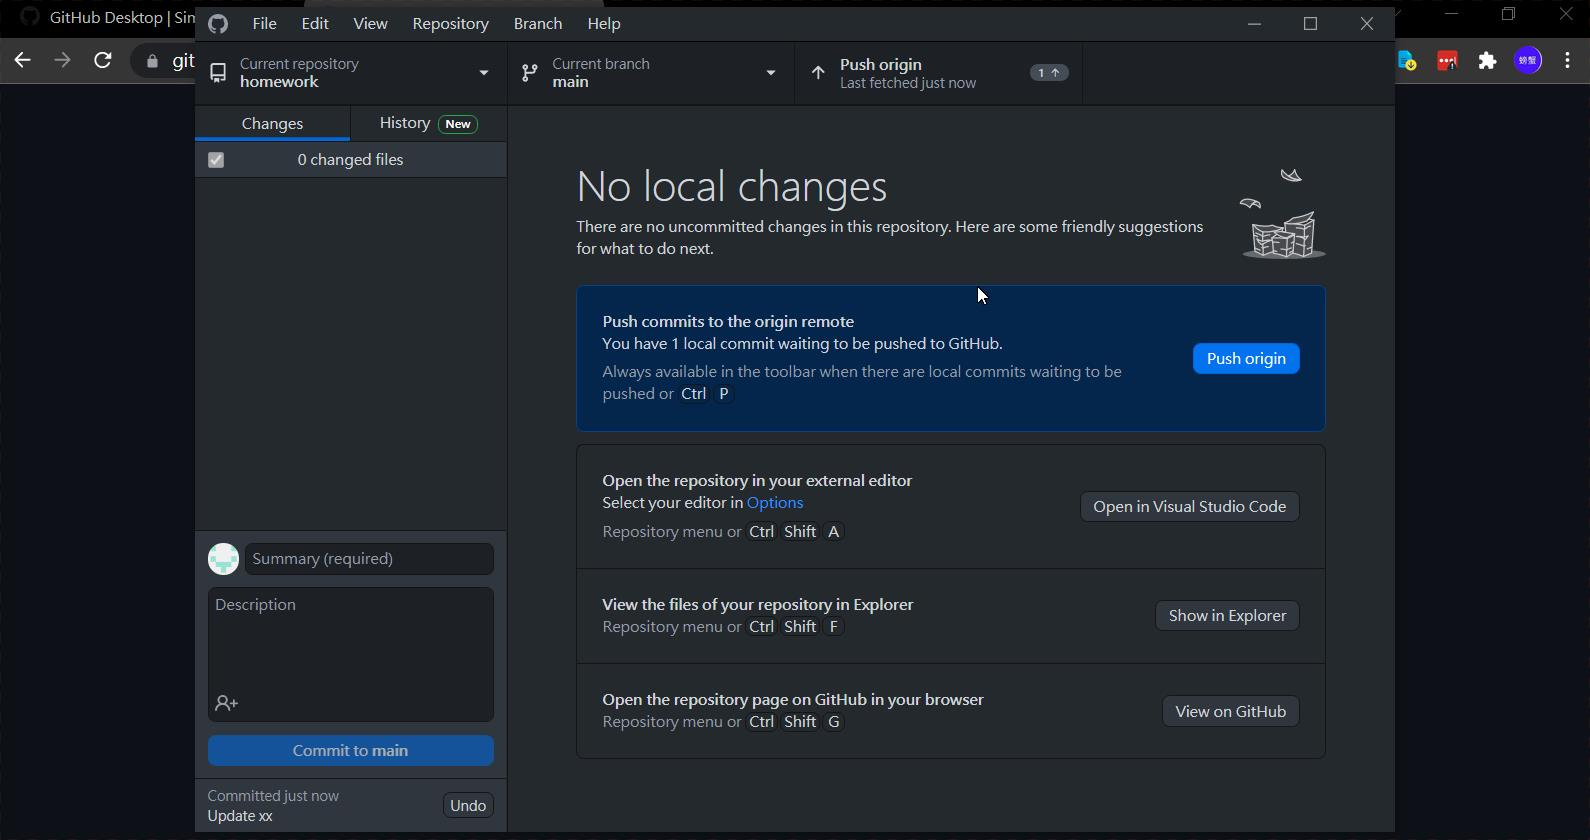 GitHub Desktop | Sim
git
File Edit View Repository Branch Help
Current repository
homework
Current branch
main
Push origin
Last fetched just now
1
Changes
History New
0 changed files
No local changes
There are no uncommitted changes in this repository. Here are some friendly suggestions
for what to do next.
Push commits to the origin remote
You have 1 local commit waiting to be pushed to GitHub.
Always available in the toolbar when there are local commits waiting to be
pushed or Ctrl P
Push origin
Open the repository in your external editor
Select your editor in Options
Repository menu or Ctrl Shift A
Open in Visual Studio Code
View the files of your repository in Explorer
Repository menu or Ctrl Shift F
Show in Explorer
Open the repository page on GitHub in your browser
Repository menu or Ctrl Shift G
View on GitHub
Summary (required)
Description
Commit to main
Committed just now
Update xx
Undo
螃蟹